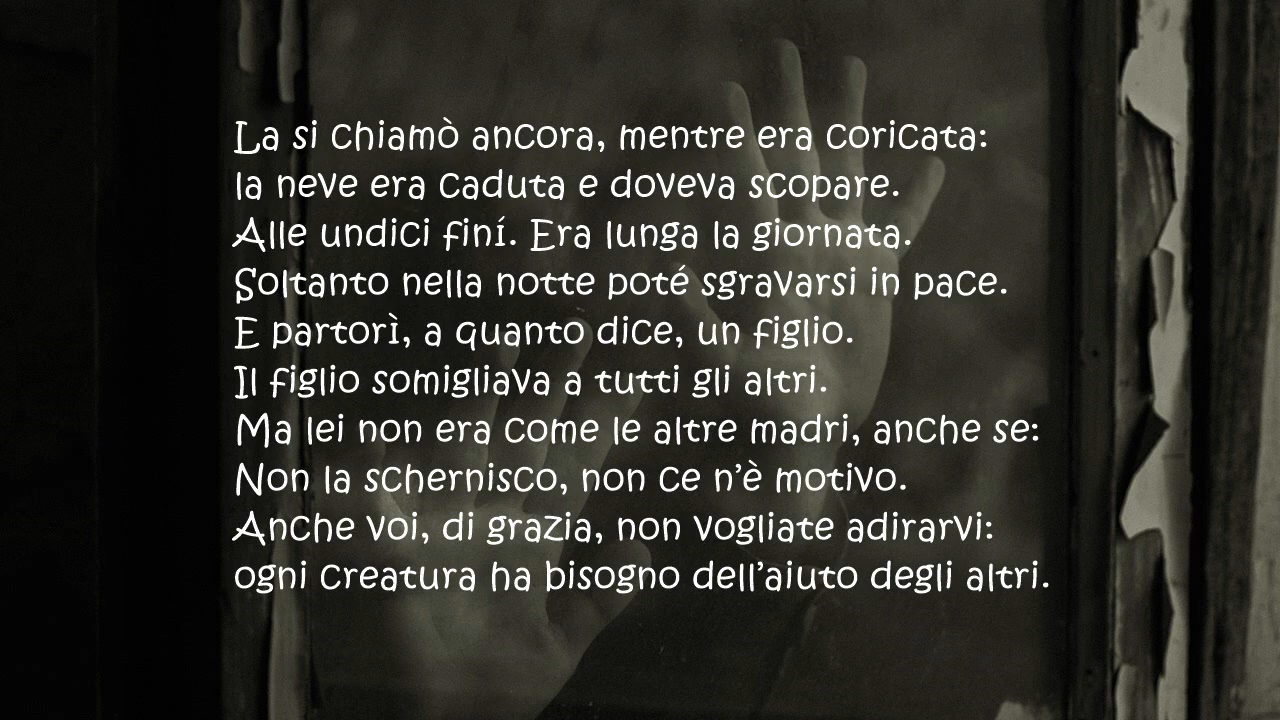 La si chiamò ancora, mentre era coricata:
la neve era caduta e doveva scopare.
Alle undici finí. Era lunga la giornata.
Soltanto nella notte poté sgravarsi in pace.
E partorì, a quanto dice, un figlio.
Il figlio somigliava a tutti gli altri.
Ma lei non era come le altre madri, anche se:
Non la schernisco, non ce n’è motivo.
Anche voi, di grazia, non vogliate adirarvi:
ogni creatura ha bisogno dell’aiuto degli altri.